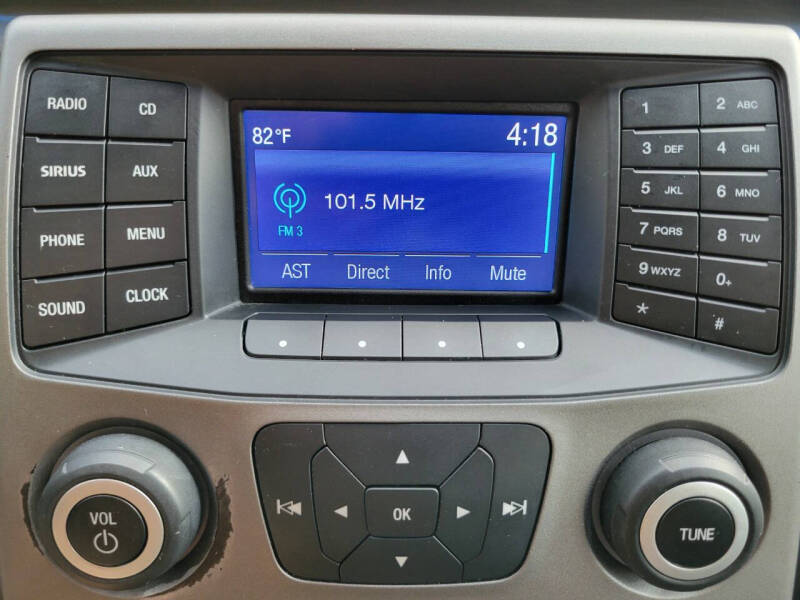 RADIO
CD
SIRIUS
AUX
PHONE
MENU
SOUND
CLOCK
82°F
4:18
101.5 MHz
FM 3
AST Direct Info Mute
1
2 ABC
3 DEF
4 GHI
5 JKL
6 MNO
7 PQRS
8 TUV
9 WXYZ
0+
*
#
VOL
OK
TUNE